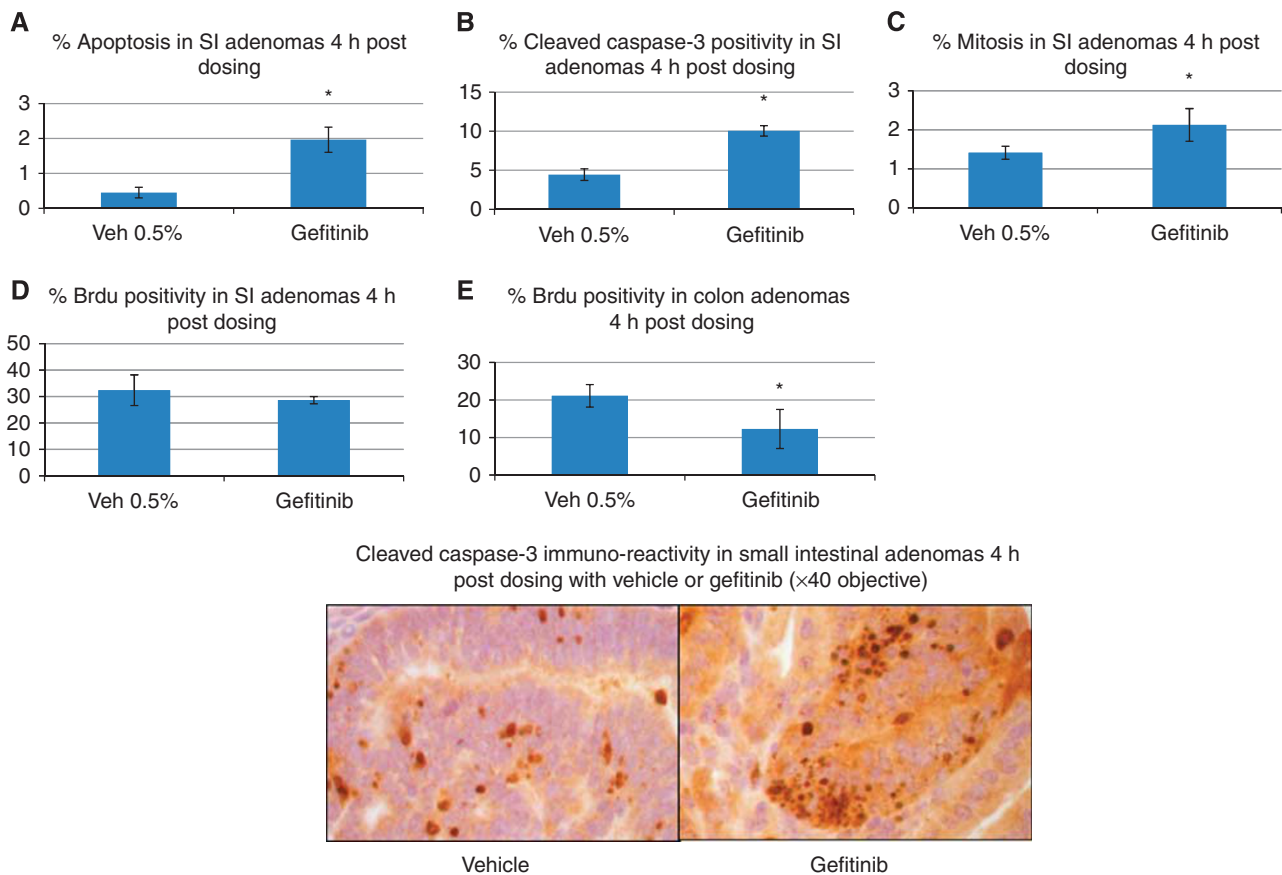 A
% Apoptosis in SI adenomas 4 h post
dosing
*
3
2
1
0
Veh 0.5%
Gefitinib
B
% Cleaved caspase-3 positivity in SI
adenomas 4 h post dosing
*
15
10
5
0
Veh 0.5%
Gefitinib
C
% Mitosis in SI adenomas 4 h post
dosing
*
3
2
1
0
Veh 0.5%
Gefitinib
D
% Brdu positivity in SI adenomas 4 h
post dosing
50
40
30
20
10
0
Veh 0.5%
Gefitinib
E
% Brdu positivity in colon adenomas
4 h post dosing
*
30
20
10
0
Veh 0.5%
Gefitinib
Cleaved caspase-3 immuno-reactivity in small intestinal adenomas 4 h
post dosing with vehicle or gefitinib (×40 objective)
Vehicle
Gefitinib